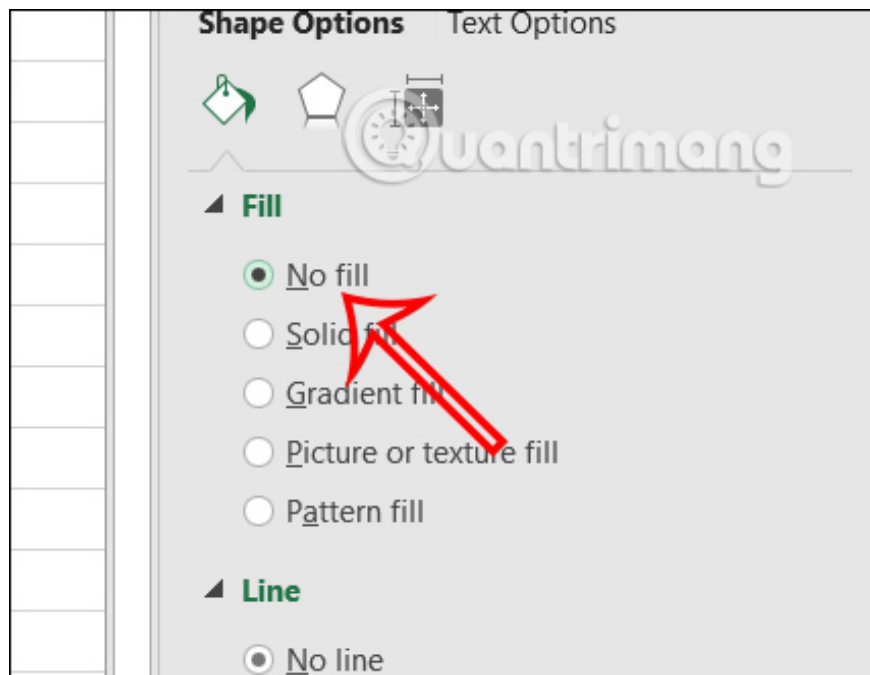 Shape Options Text Options
Quantrimang
Fill
No fill
Solid fill
Gradient fill
Picture or texture fill
Pattern fill
Line
No line